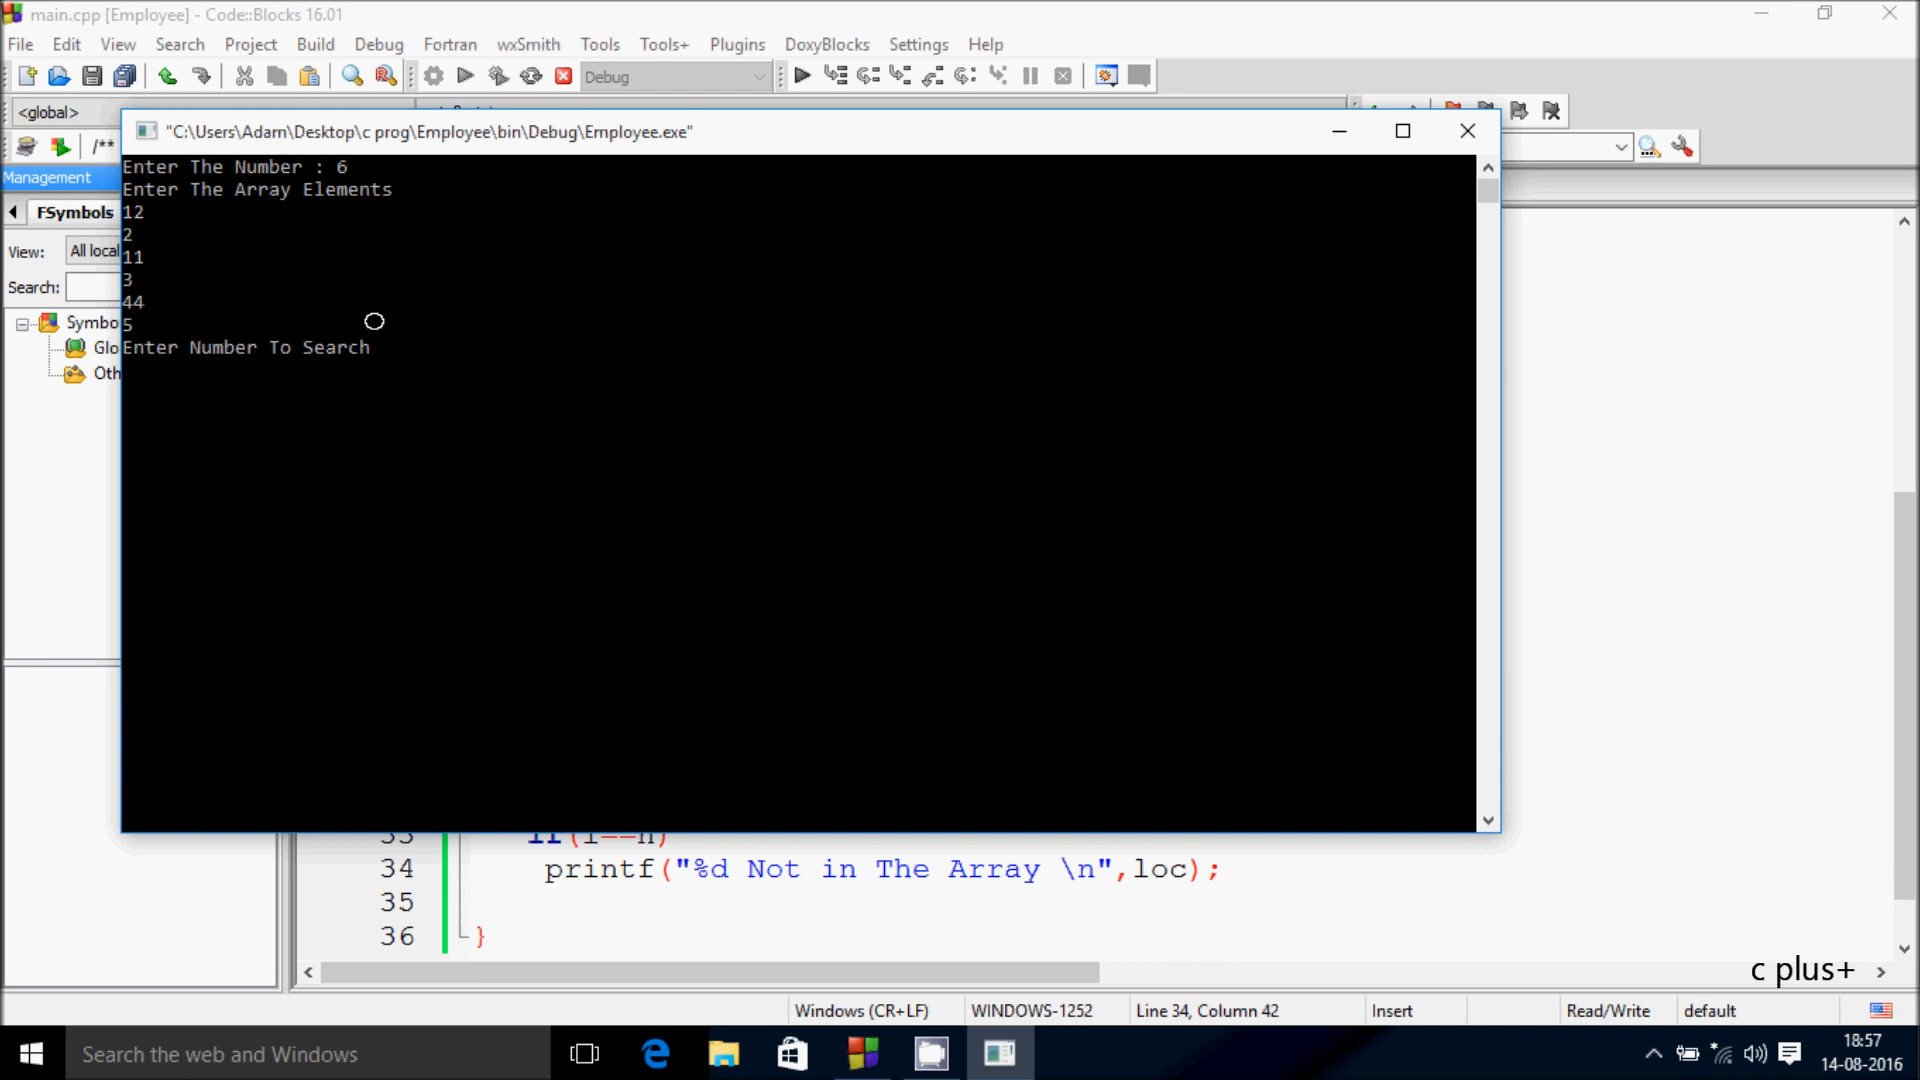 main.cpp [Employee] - Code::Blocks 16.01
File Edit View Search Project Build Debug Fortran wxSmith Tools Tools+ Plugins DoxyBlocks Settings Help
Debug
<global>
"C:\Users\Adam\Desktop\c prog\Employee\bin\Debug\Employee.exe"
/**
Management
FSymbols
View: All local
Search:
Symbo
Glo
Oth
Enter The Number : 6
Enter The Array Elements
12
2
11
3
44
5
Enter Number To Search
33 if(i==n)
34 printf("%d Not in The Array \n",loc);
35
36 }
c plus+
Windows (CR+LF) WINDOWS-1252 Line 34, Column 42 Insert Read/Write default
Search the web and Windows
18:57
14-08-2016